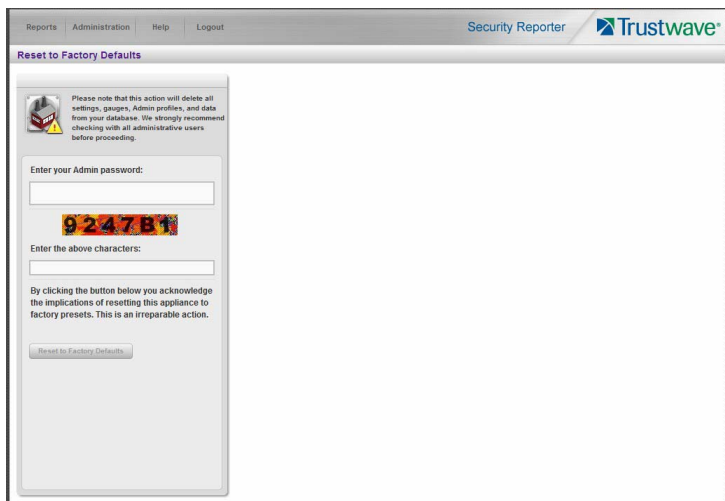 Reports Administration Help Logout
Security Reporter
Trustwave®
Reset to Factory Defaults
Please note that this action will delete all
settings, gauges, Admin profiles, and data
from your database. We strongly recommend
checking with all administrative users
before proceeding.
Enter your Admin password:
9247B1
Enter the above characters:
By clicking the button below you acknowledge
the implications of resetting this appliance to
factory presets. This is an irreparable action.
Reset to Factory Defaults